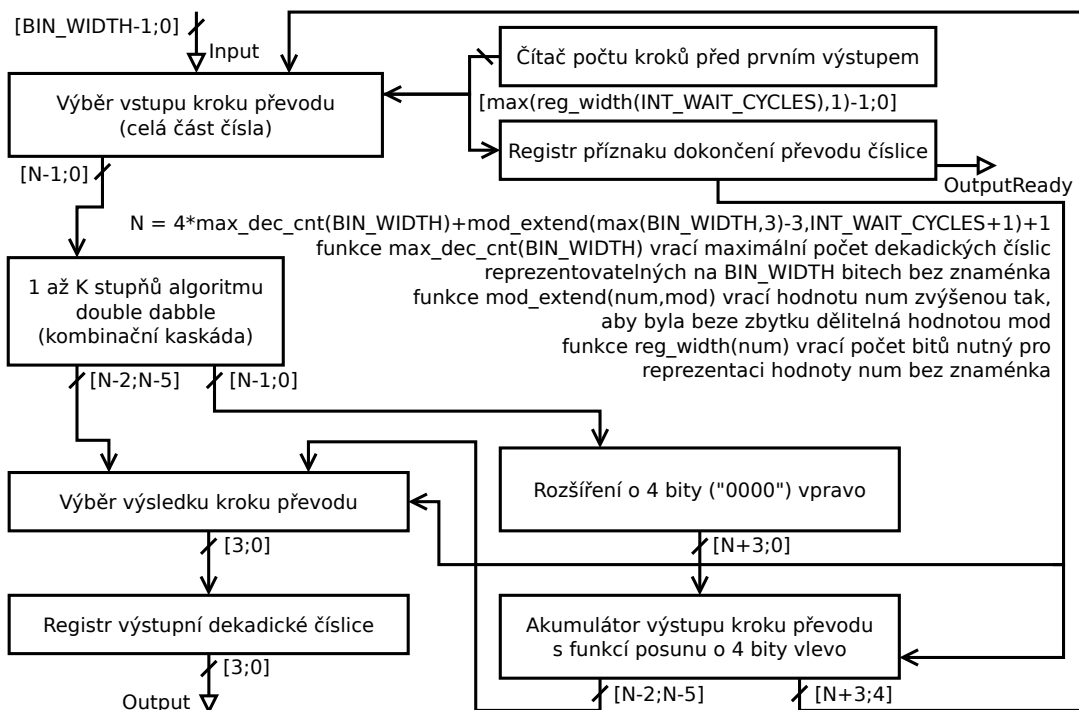 [BIN_WIDTH-1;0]
Input
Čítač počtu kroků před prvním výstupem
Výběr vstupu kroku převodu
(celá část čísla)
[max(reg_width(INT_WAIT_CYCLES),1)-1;0]
Registr příznaku dokončení převodu číslice
OutputReady
[N-1;0]
N = 4*max_dec_cnt(BIN_WIDTH)+mod_extend(max(BIN_WIDTH,3)-3,INT_WAIT_CYCLES+1)+1
funkce max_dec_cnt(BIN_WIDTH) vrací maximální počet dekadických číslic
reprezentovatelných na BIN_WIDTH bitech bez znaménka
funkce mod_extend(num,mod) vrací hodnotu num zvýšenou tak,
aby byla beze zbytku dělitelná hodnotou mod
funkce reg_width(num) vrací počet bitů nutný pro
reprezentaci hodnoty num bez znaménka
1 až K stupňů algoritmu
double dabble
(kombinační kaskáda)
[N-2;N-5]
[N-1;0]
Výběr výsledku kroku převodu
Rozšíření o 4 bity ("0000") vpravo
[3;0]
[N+3;0]
Registr výstupní dekadické číslice
Akumulátor výstupu kroku převodu
s funkcí posunu o 4 bity vlevo
[3;0]
Output
[N-2;N-5]
[N+3;4]